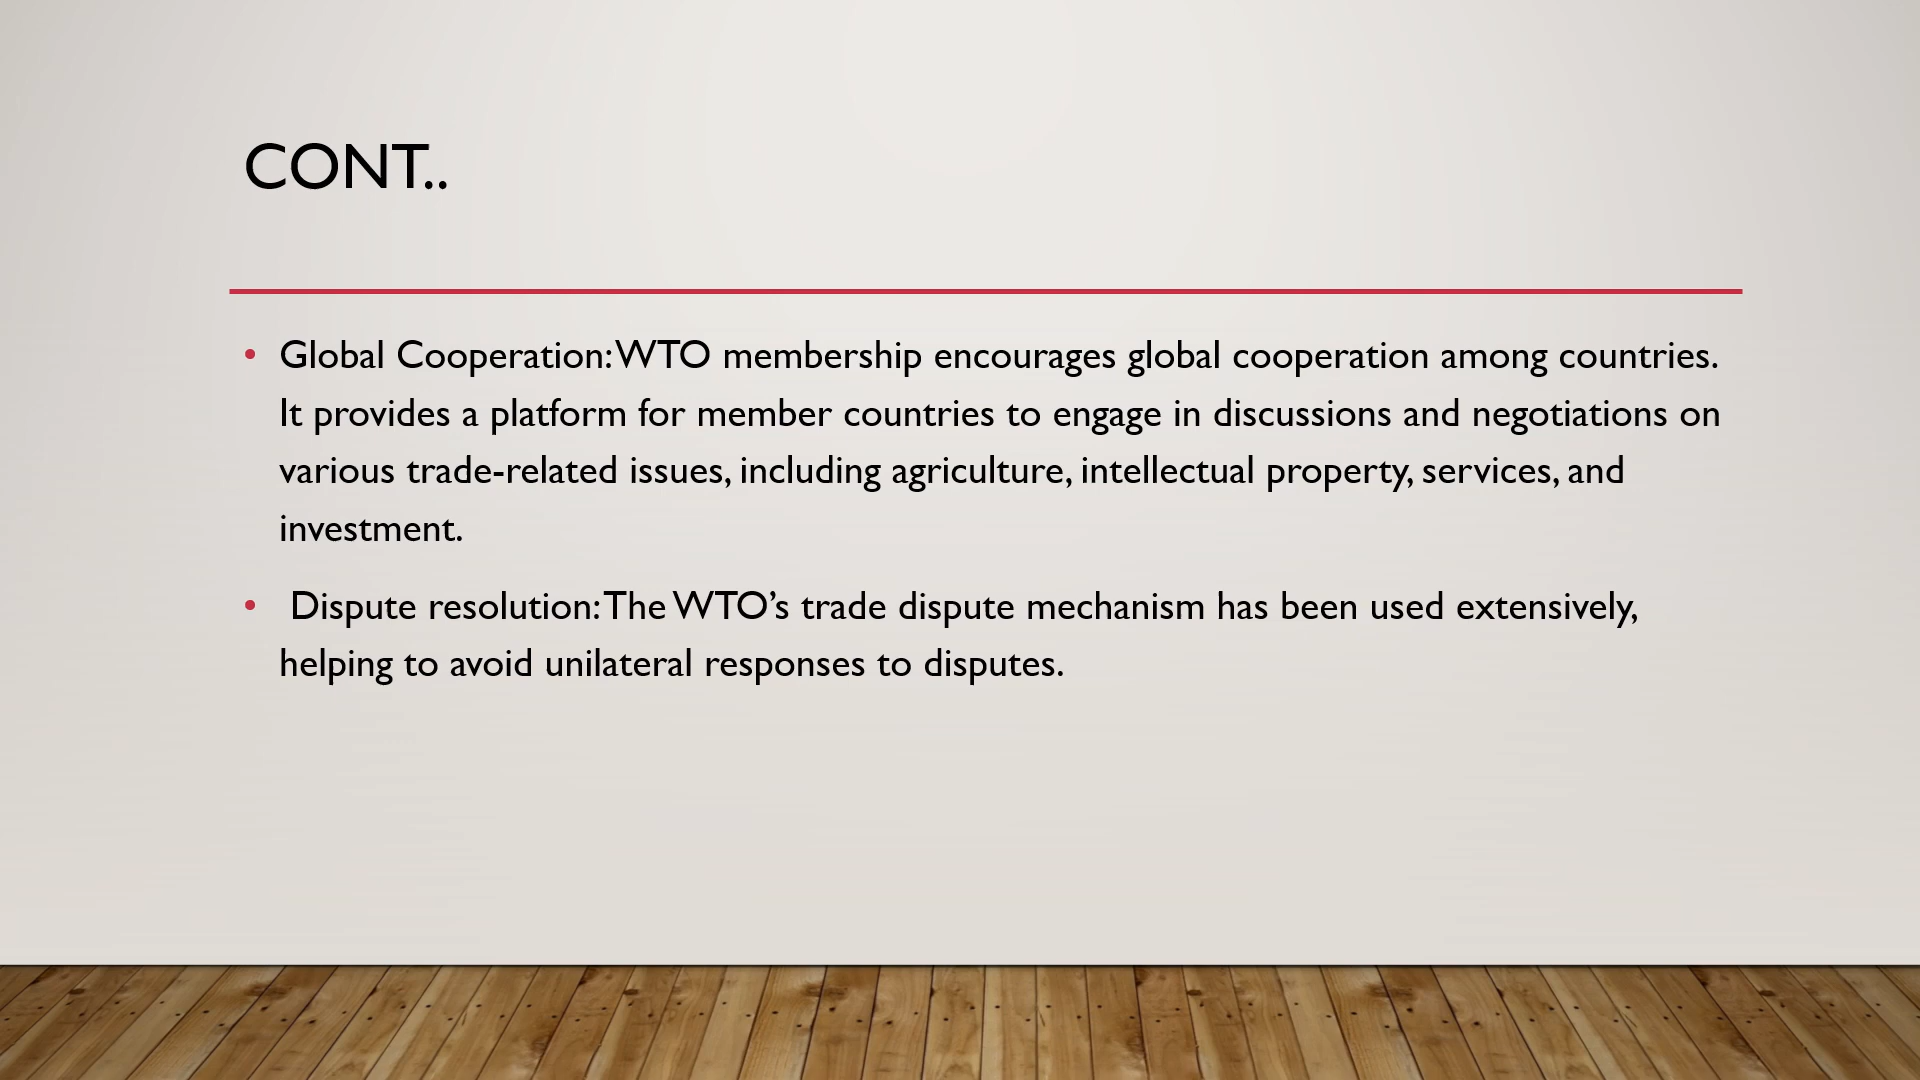 CONT..
• Global Cooperation: WTO membership encourages global cooperation among countries.
It provides a platform for member countries to engage in discussions and negotiations on
various trade-related issues, including agriculture, intellectual property, services, and
investment.
• Dispute resolution: The WTO’s trade dispute mechanism has been used extensively,
helping to avoid unilateral responses to disputes.